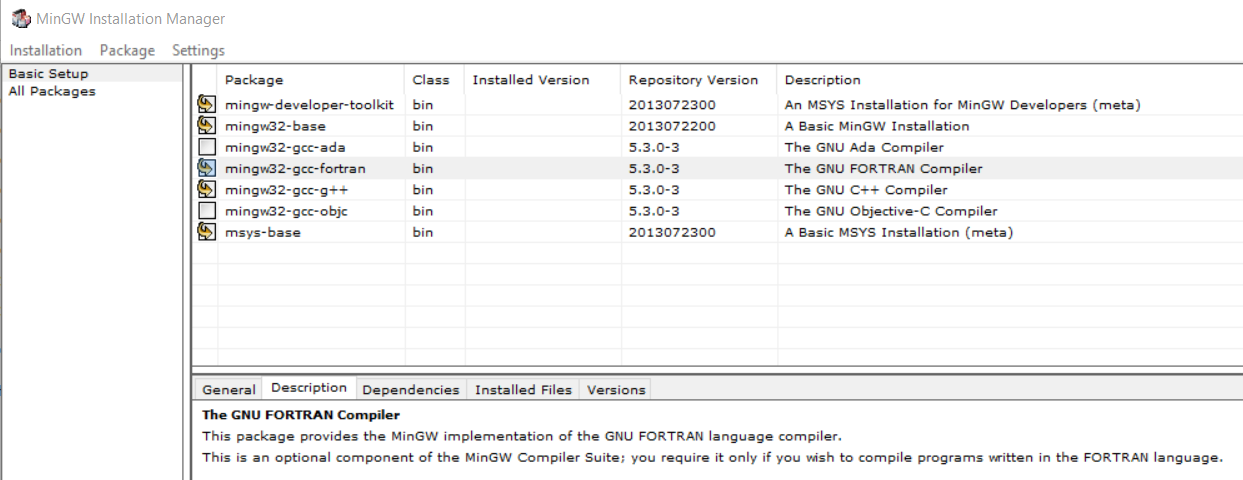 MinGW Installation Manager
Installation Package Settings
Basic Setup
All Packages
Package Class Installed Version Repository Version Description
mingw-developer-toolkit bin 2013072300 An MSYS Installation for MinGW Developers (meta)
mingw32-base bin 2013072200 A Basic MinGW Installation
mingw32-gcc-ada bin 5.3.0-3 The GNU Ada Compiler
mingw32-gcc-fortran bin 5.3.0-3 The GNU FORTRAN Compiler
mingw32-gcc-g++ bin 5.3.0-3 The GNU C++ Compiler
mingw32-gcc-objc bin 5.3.0-3 The GNU Objective-C Compiler
msys-base bin 2013072300 A Basic MSYS Installation (meta)
General Description Dependencies Installed Files Versions
The GNU FORTRAN Compiler
This package provides the MinGW implementation of the GNU FORTRAN language compiler.
This is an optional component of the MinGW Compiler Suite; you require it only if you wish to compile programs written in the FORTRAN language.